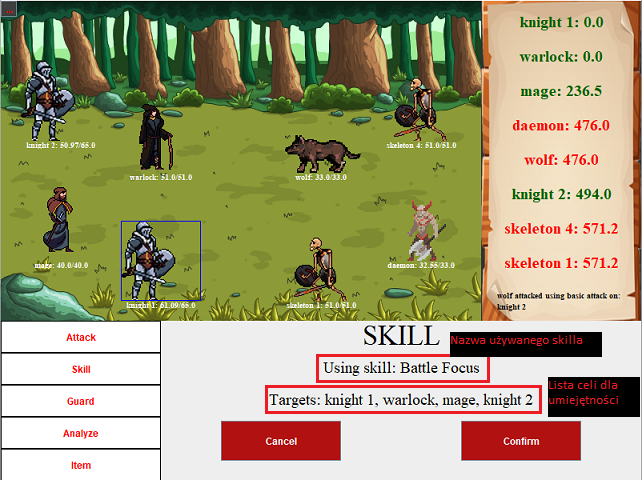 knight 1: 0.0
warlock: 0.0
mage: 236.5
daemon: 476.0
wolf: 476.0
knight 2: 494.0
skeleton 4: 571.2
skeleton 1: 571.2
wolf attacked using basic attack on:
knight 2
knight 2: 50.97/65.0
skeleton 4: 51.0/51.0
warlock: 51.0/51.0
wolf: 33.0/33.0
mage: 40.0/40.0
daemon: 32.55/33.0
knight 1: 61.09/65.0
skeleton 1: 51.0/51.0
Attack
Skill
Guard
Analyze
Item
SKILL
Nazwa używanego skilla
Using skill: Battle Focus
Lista celi dla
umiejętności
Targets: knight 1, warlock, mage, knight 2
Cancel
Confirm